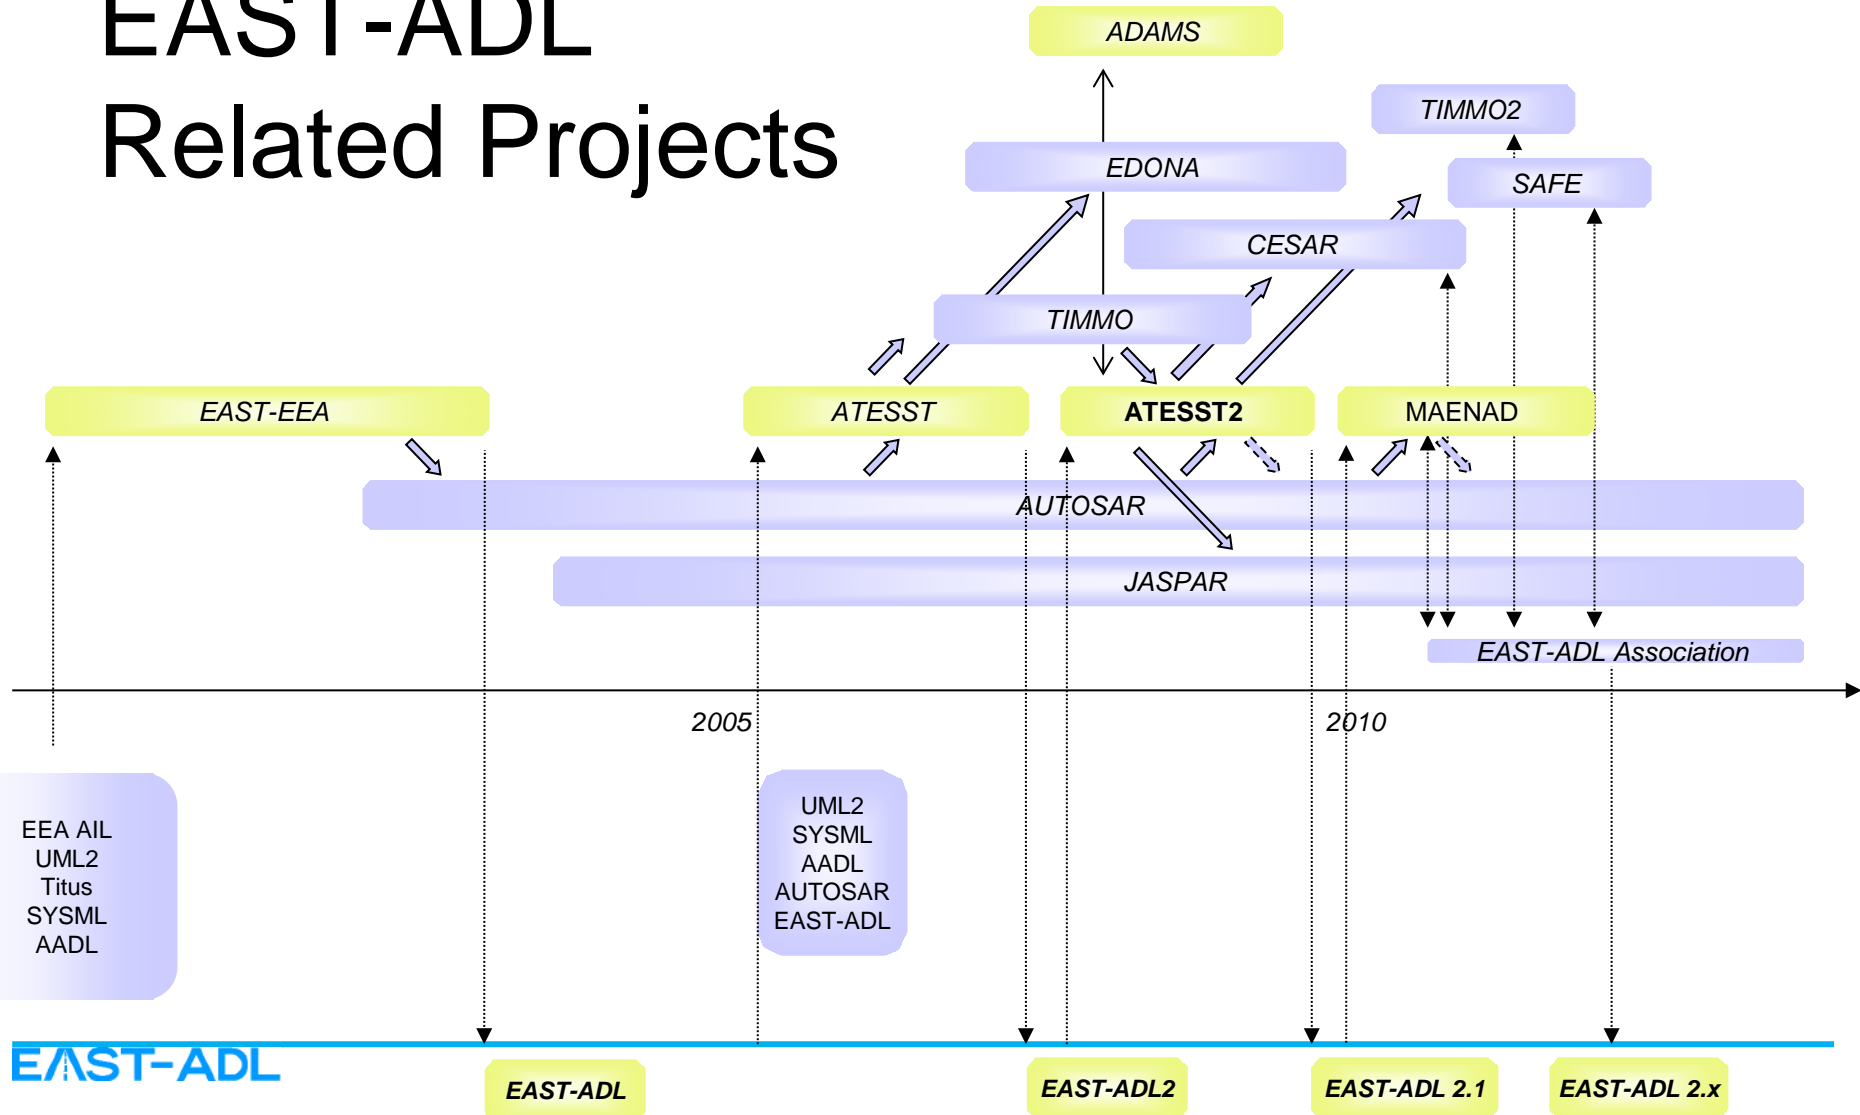 EAST-ADL
Related Projects
ADAMS
TIMMO2
EDONA
SAFE
CESAR
TIMMO
EAST-EEA
ATESST
ATESST2
MAENAD
AUTOSAR
JASPAR
EAST-ADL Association
2005
2010
EEA AIL
UML2
Titus
SYSML
AADL
UML2
SYSML
AADL
AUTOSAR
EAST-ADL
EAST-ADL
EAST-ADL
EAST-ADL2
EAST-ADL 2.1
EAST-ADL 2.x